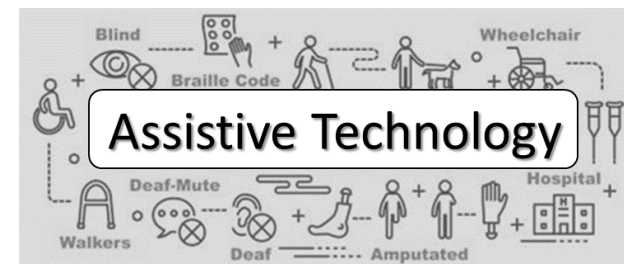 Blind
Wheelchair
Braille Code
Assistive Technology
Deaf-Mute
Hospital
H
Walkers
Deaf
Amputated